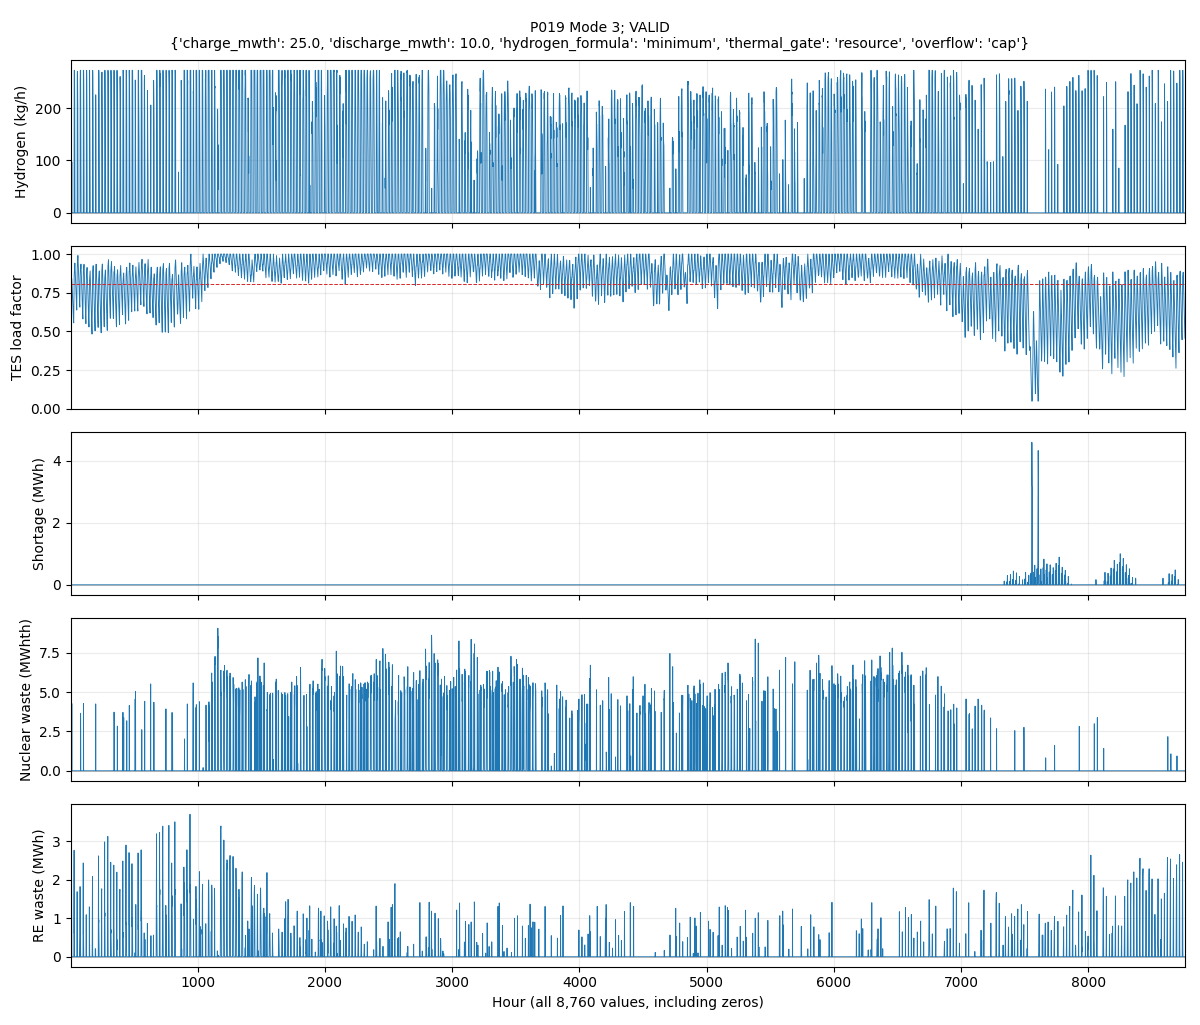 P019 Mode 3; VALID
{'charge_mwth': 25.0, 'discharge_mwth': 10.0, 'hydrogen_formula': 'minimum', 'thermal_gate': 'resource', 'overflow': 'cap'}
Hydrogen (kg/h)
200
100
0
TES load factor
1.00
0.75
0.50
0.25
0.00
Shortage (MWh)
4
2
0
Nuclear waste (MWhth)
7.5
5.0
2.5
0.0
RE waste (MWh)
3
2
1
0
1000 2000 3000 4000 5000 6000 7000 8000
Hour (all 8,760 values, including zeros)